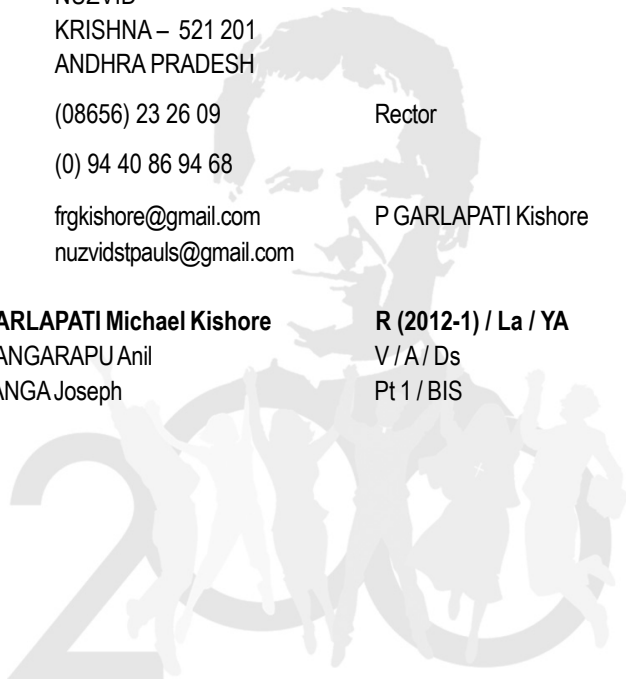 NUZVID
KRISHNA – 521 201
ANDHRA PRADESH
(08656) 23 26 09 Rector
(0) 94 40 86 94 68
frgkishore@gmail.com P GARLAPATI Kishore
nuzvidstpauls@gmail.com
ARLAPATI Michael Kishore R (2012-1) / La / YA
ANGARAPU Anil V / A / Ds
ANGA Joseph Pt 1 / BIS
200